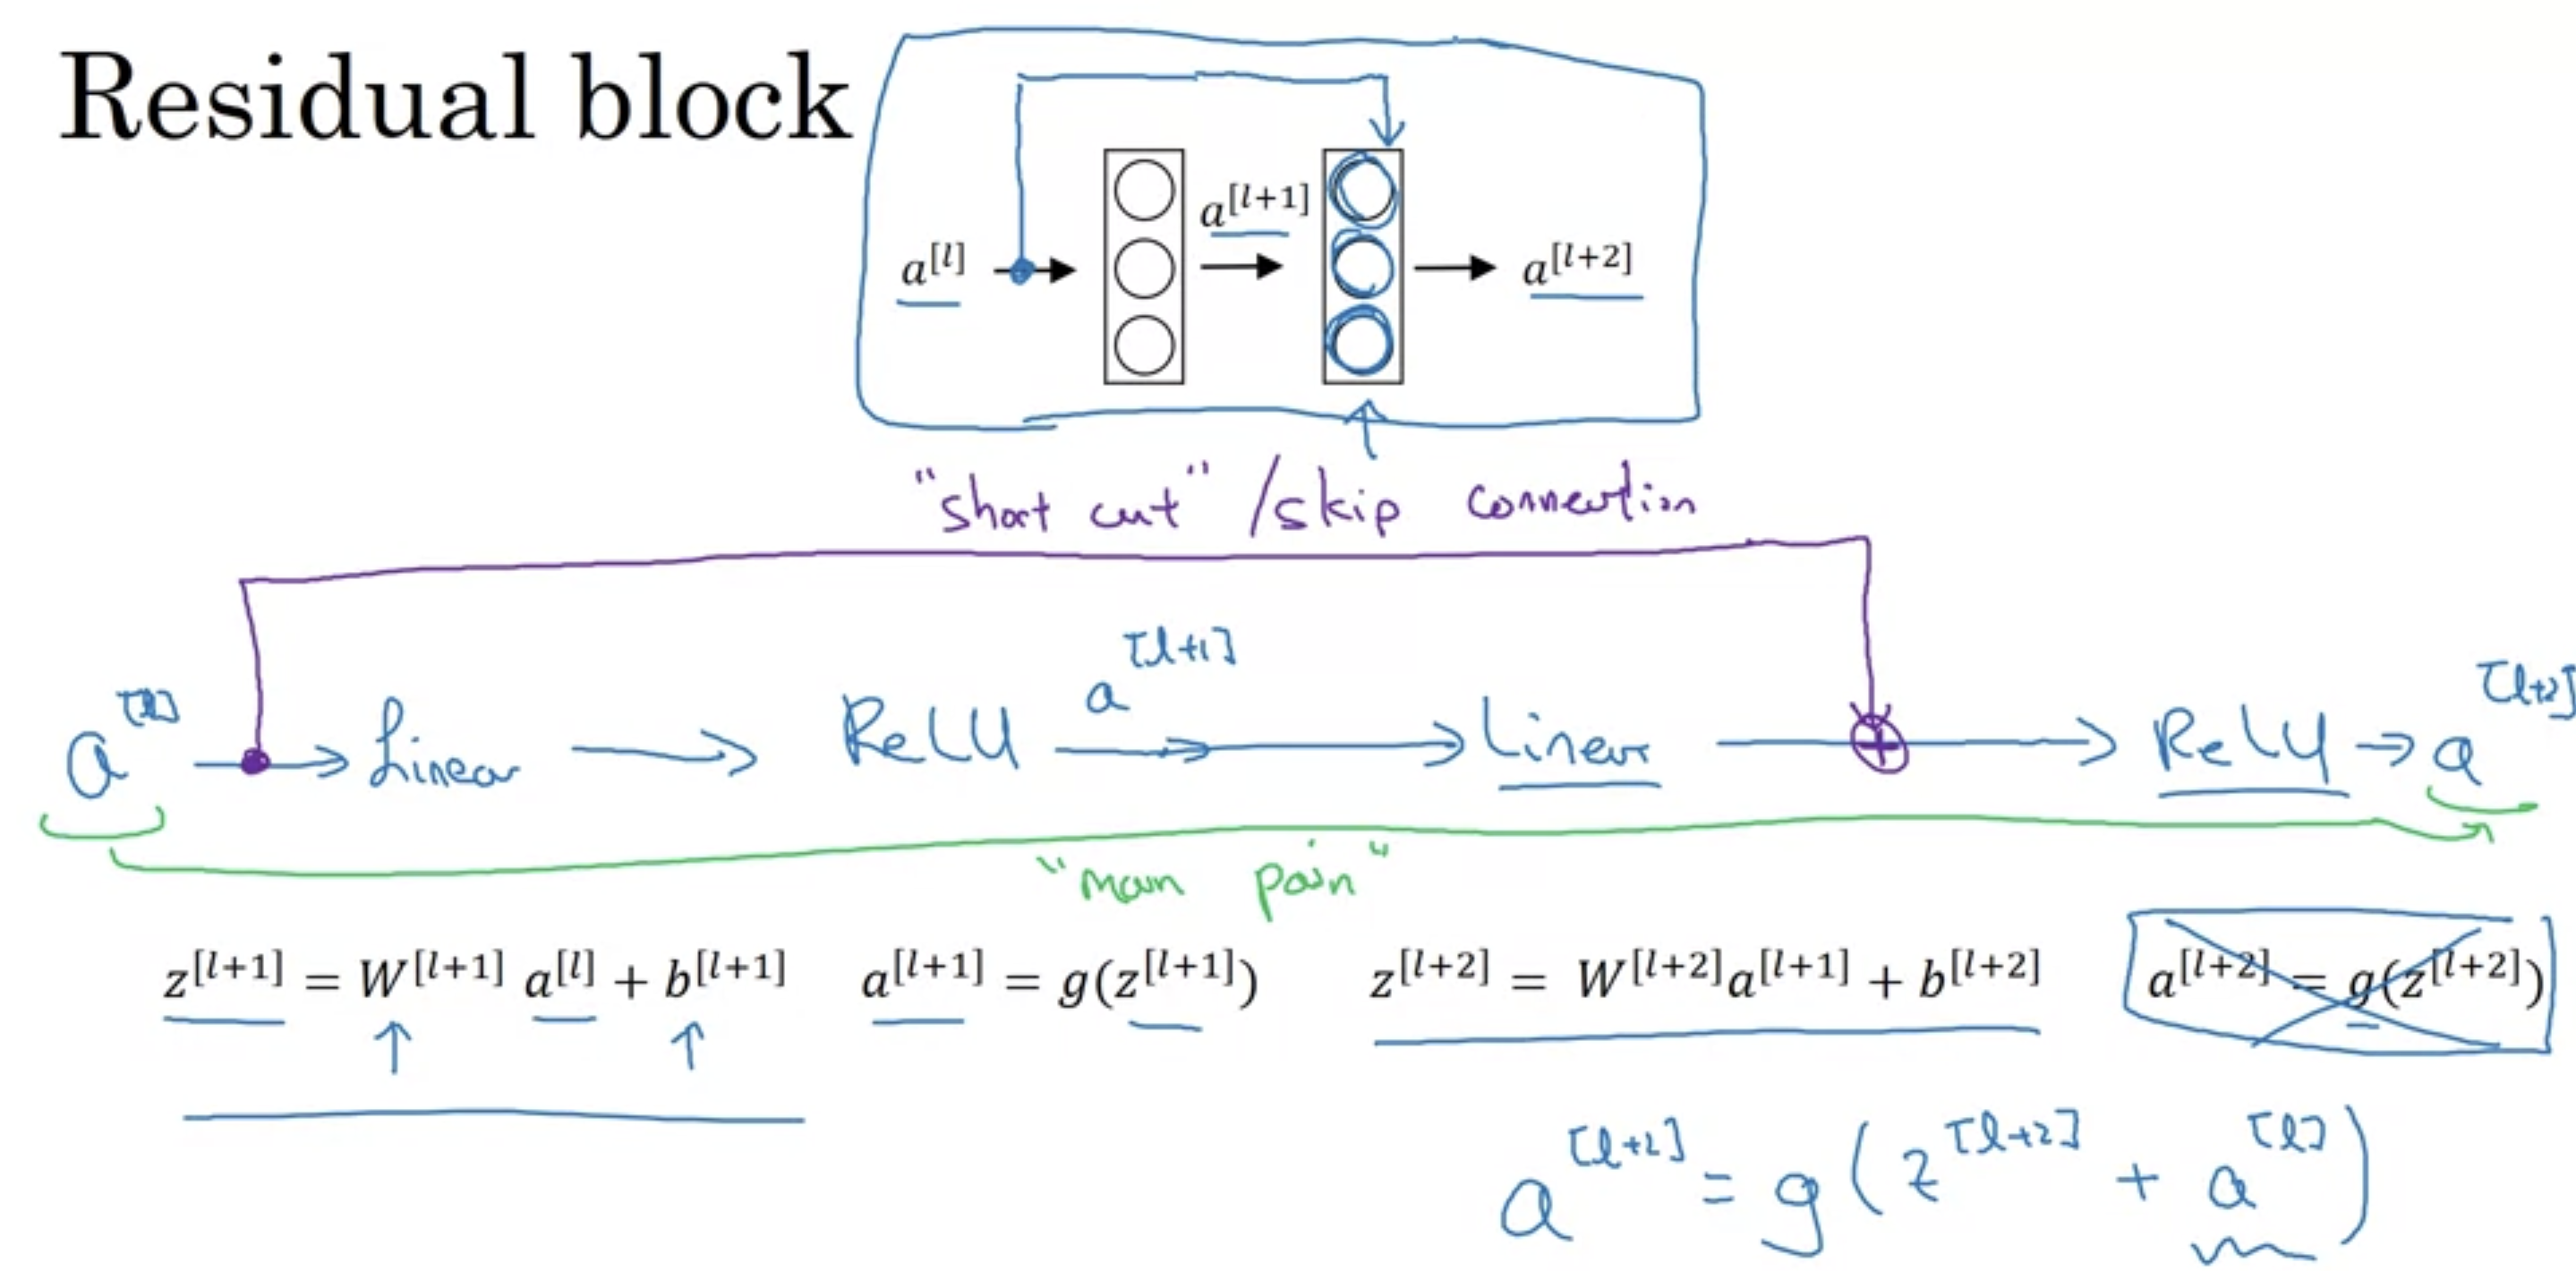 Residual block
a^[l] a^[l+1] a^[l+2]
"short cut" / skip connection
a^[l] → Linear → ReLU a^[l+1] → Linear → ReLU → a^[l+2]
"main path"
z^[l+1] = W^[l+1] a^[l] + b^[l+1] a^[l+1] = g(z^[l+1]) z^[l+2] = W^[l+2]a^[l+1] + b^[l+2] a^[l+2] = g(z^[l+2])
a^[l+2] = g(z^[l+2] + a^[l])